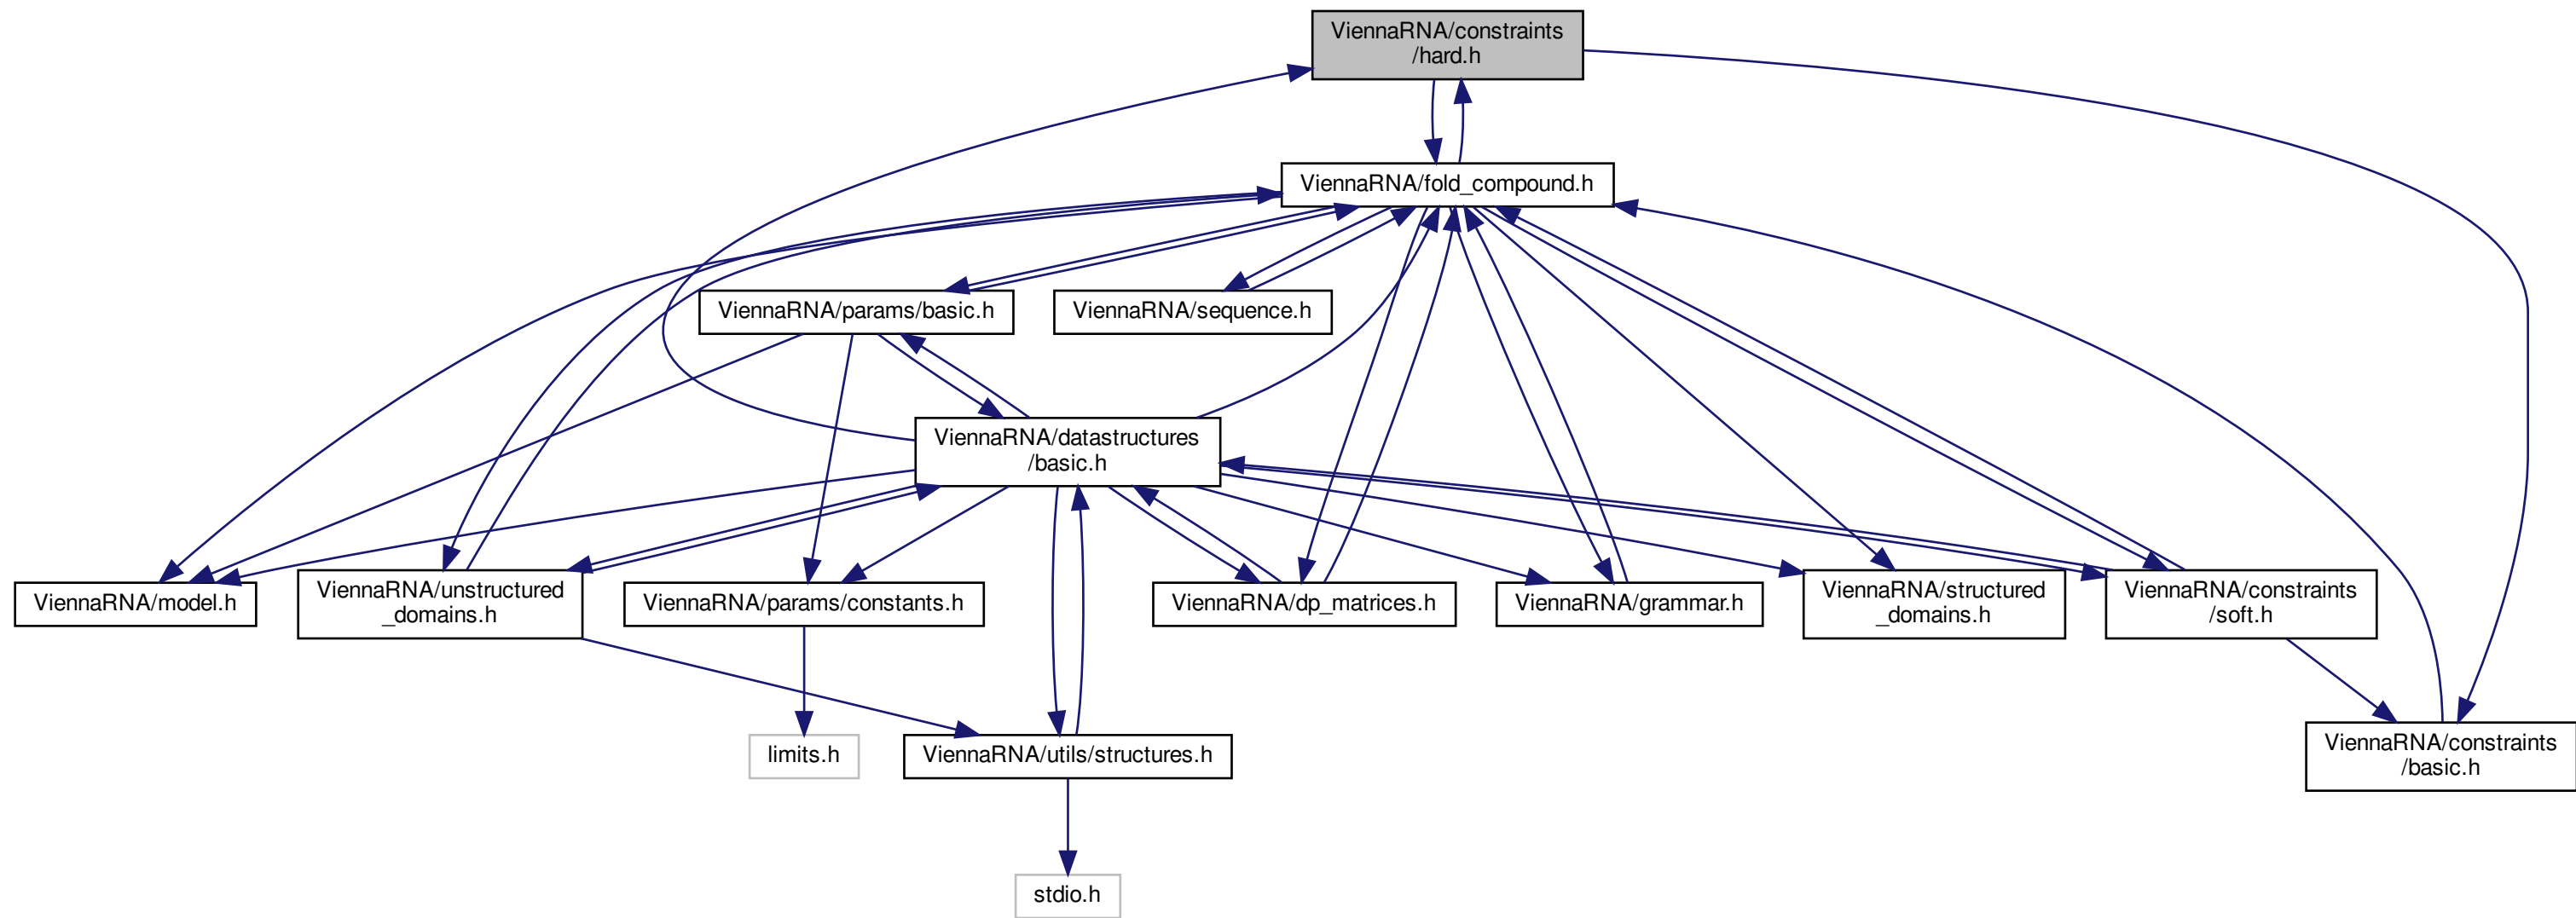 ViennaRNA/constraints
/hard.h
ViennaRNA/fold_compound.h
ViennaRNA/params/basic.h
ViennaRNA/sequence.h
ViennaRNA/datastructures
/basic.h
ViennaRNA/model.h
ViennaRNA/unstructured
_domains.h
ViennaRNA/params/constants.h
ViennaRNA/dp_matrices.h
ViennaRNA/grammar.h
ViennaRNA/structured
_domains.h
ViennaRNA/constraints
/soft.h
limits.h
ViennaRNA/utils/structures.h
ViennaRNA/constraints
/basic.h
stdio.h